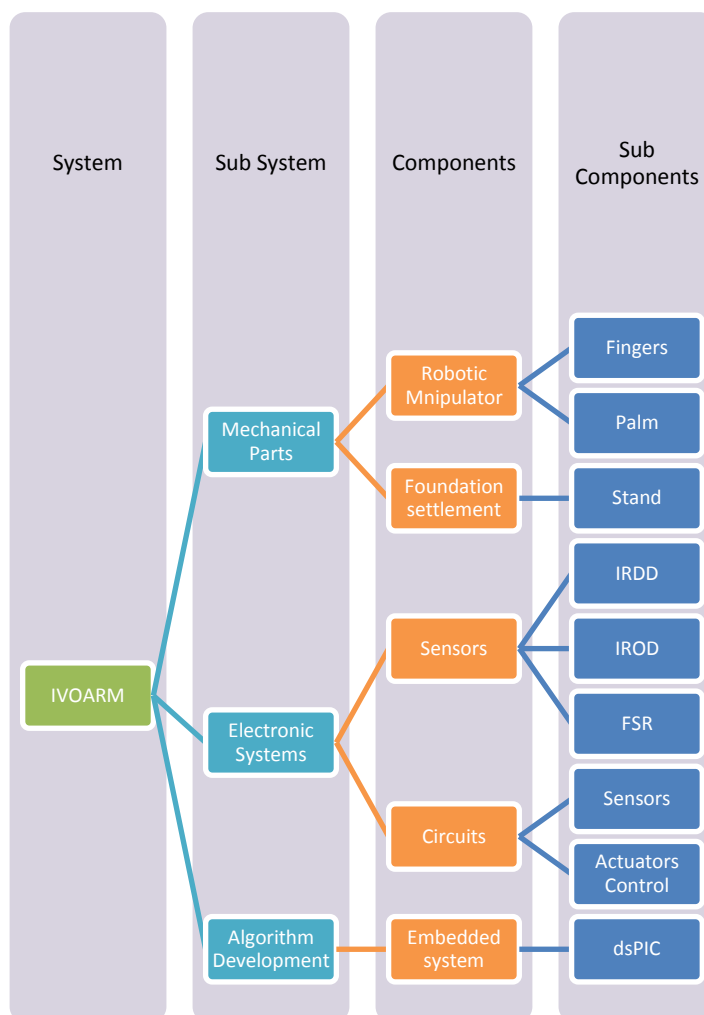 System
Sub System
Components
Sub
Components
Fingers
Robotic
Mnipulator
Palm
Mechanical
Parts
Foundation
settlement
Stand
IRDD
Sensors
IROD
IVOARM
FSR
Electronic
Systems
Sensors
Circuits
Actuators
Control
Algorithm
Development
Embedded
system
dsPIC